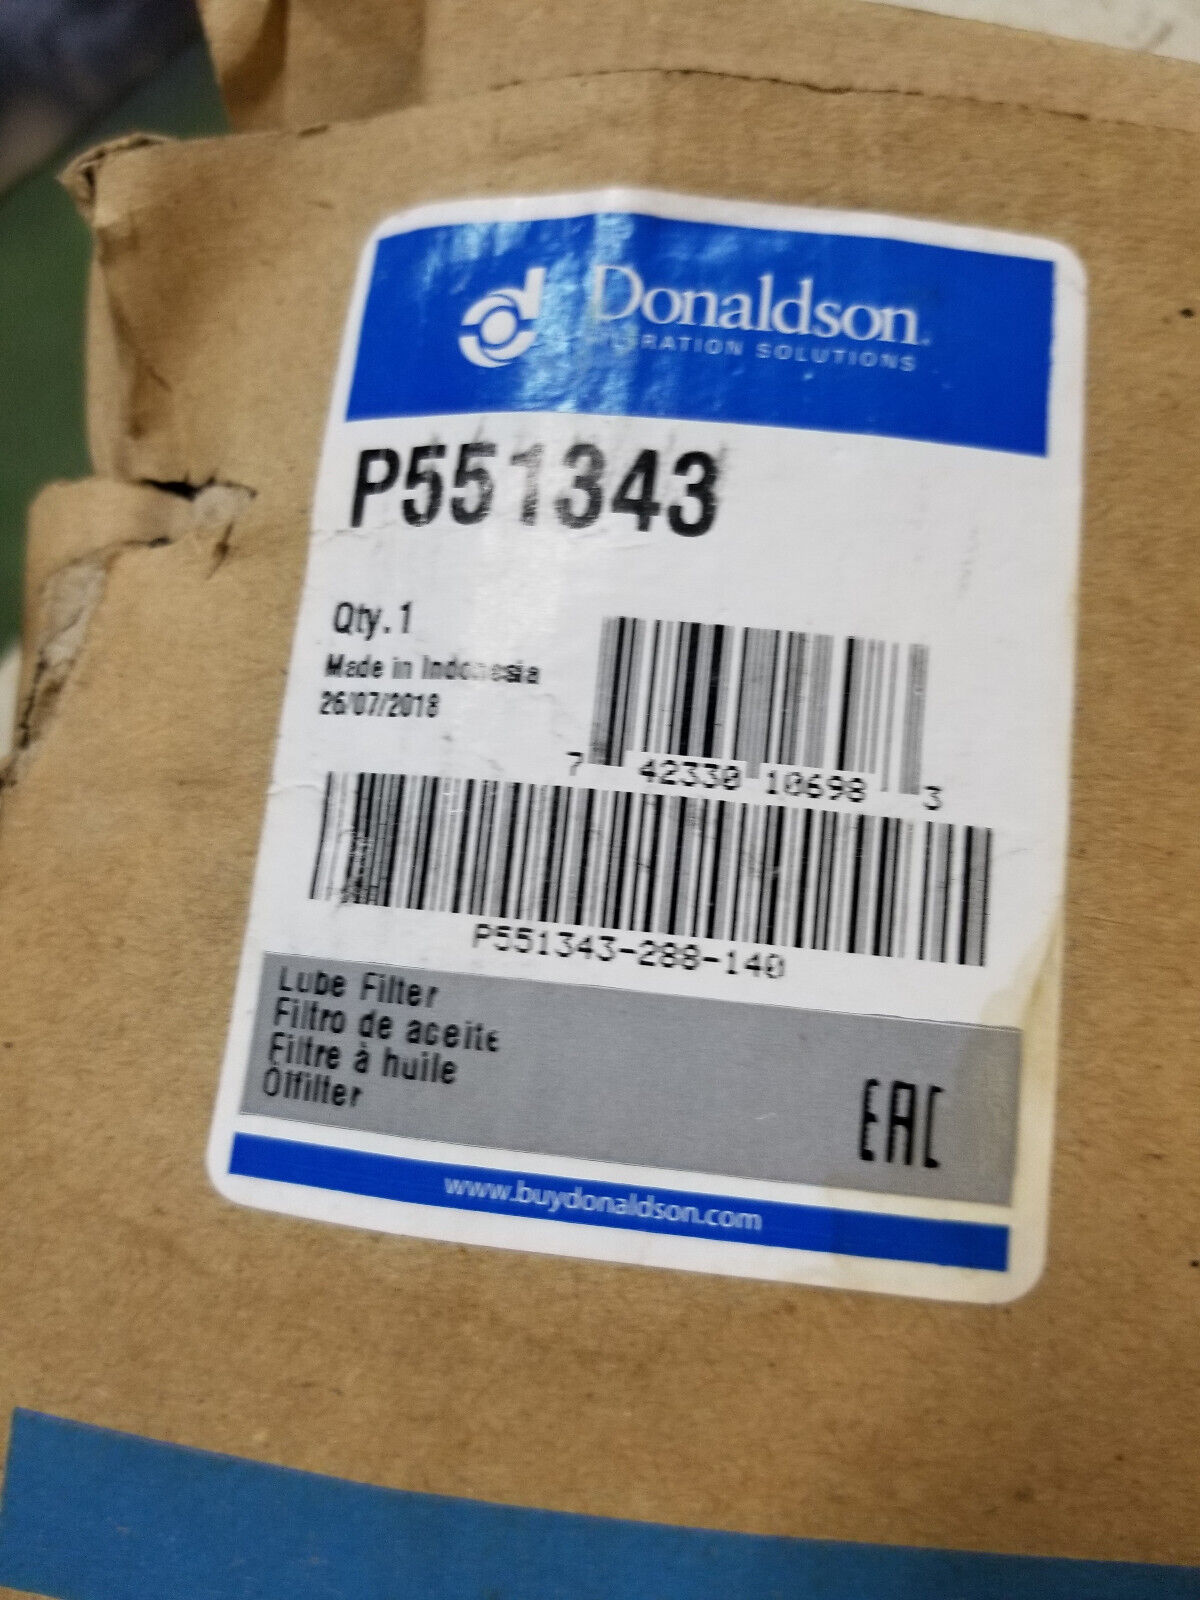 Donaldson
FILTRATION SOLUTIONS
P551343
Qty.1
Made in Indonesia
26/07/2018
7 42330 10698 3
P551343-288-140
Lube Filter
Filtro de aceite
Filtre à huile
Ölfilter
EAC
www.buydonaldson.com